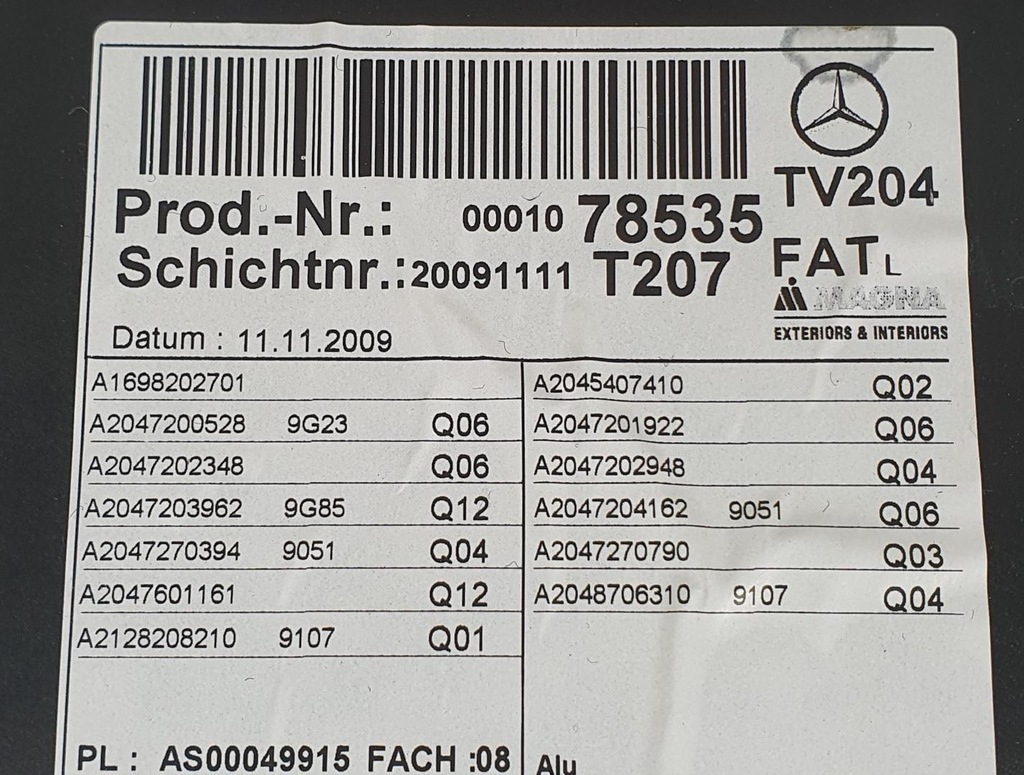 TV204
Prod.-Nr.: 00010 78535
FAT L
Schichtnr.: 20091111 T207
MAGNA
EXTERIORS & INTERIORS
Datum : 11.11.2009
A1698202701
A2047200528 9G23 Q06
A2047202348 Q06
A2047203962 9G85 Q12
A2047270394 9051 Q04
A2047601161 Q12
A2128208210 9107 Q01
A2045407410 Q02
A2047201922 Q06
A2047202948 Q04
A2047204162 9051 Q06
A2047270790 Q03
A2048706310 9107 Q04
PL : AS00049915 FACH :08
Alu